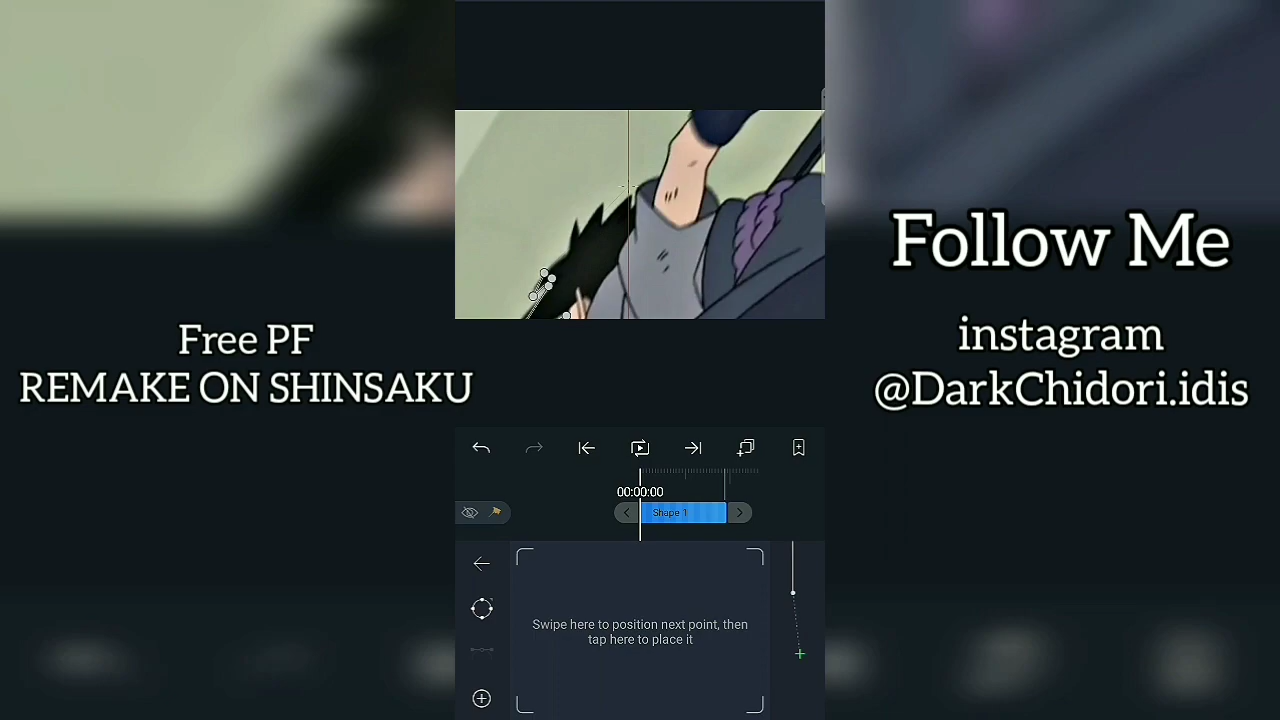 Free PF
REMAKE ON SHINSAKU
Follow Me
instagram
@DarkChidori.idis
00:00:00
Shape 1
Swipe here to position next point, then
tap here to place it